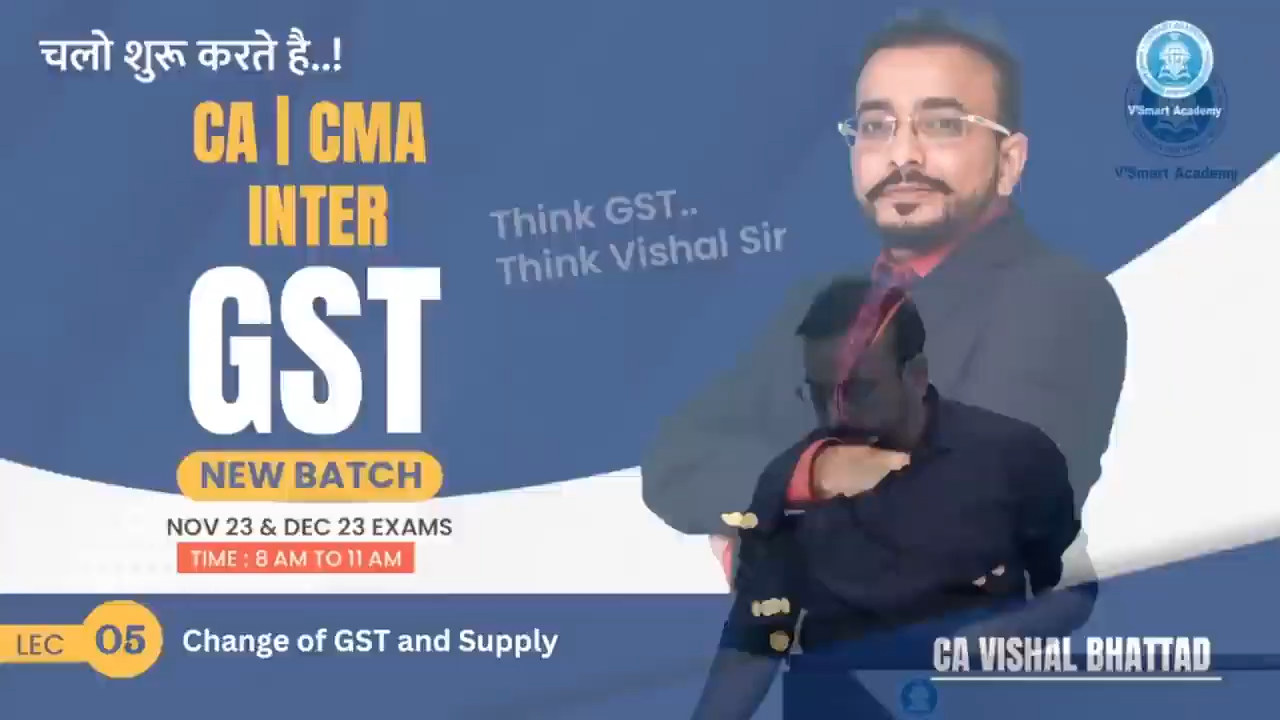 चलो शुरू करते है..!
CA | CMA
INTER
GST
NEW BATCH
NOV 23 & DEC 23 EXAMS
TIME : 8 AM TO 11 AM
Think GST..
Think Vishal Sir
V'Smart Academy
V'Smart Academy
LEC 05 Change of GST and Supply
CA VISHAL BHATTAD